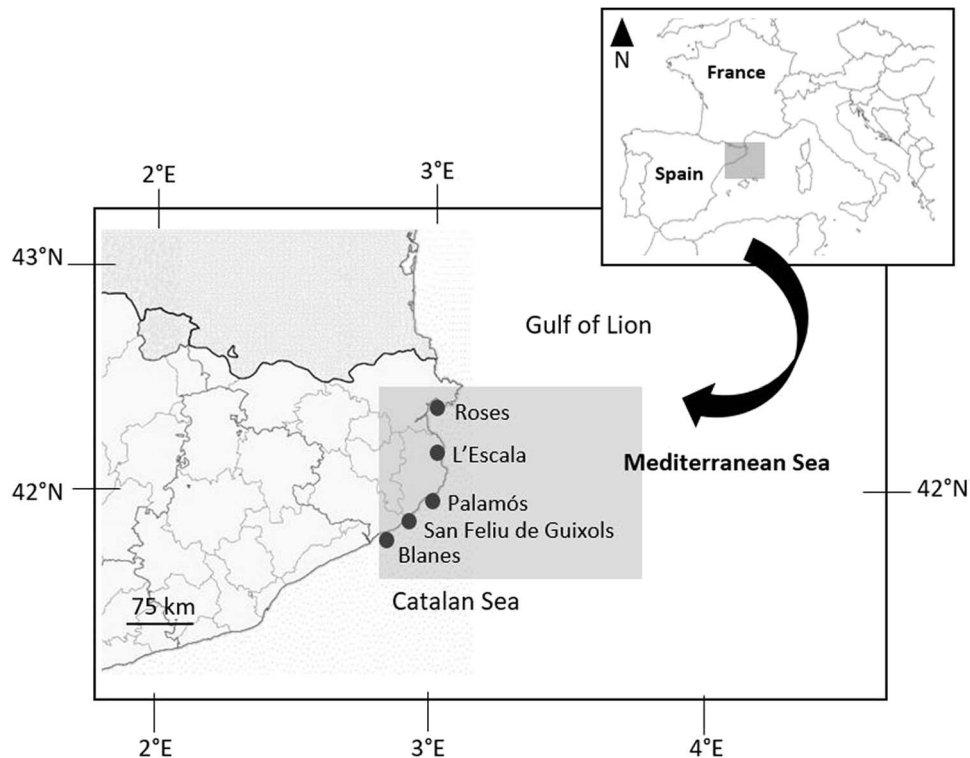 N
France
Spain
2°E
3°E
43°N
Gulf of Lion
Roses
L'Escala
Mediterranean Sea
42°N
42°N
Palamós
San Feliu de Guixols
Blanes
Catalan Sea
75 km
2°E
3°E
4°E